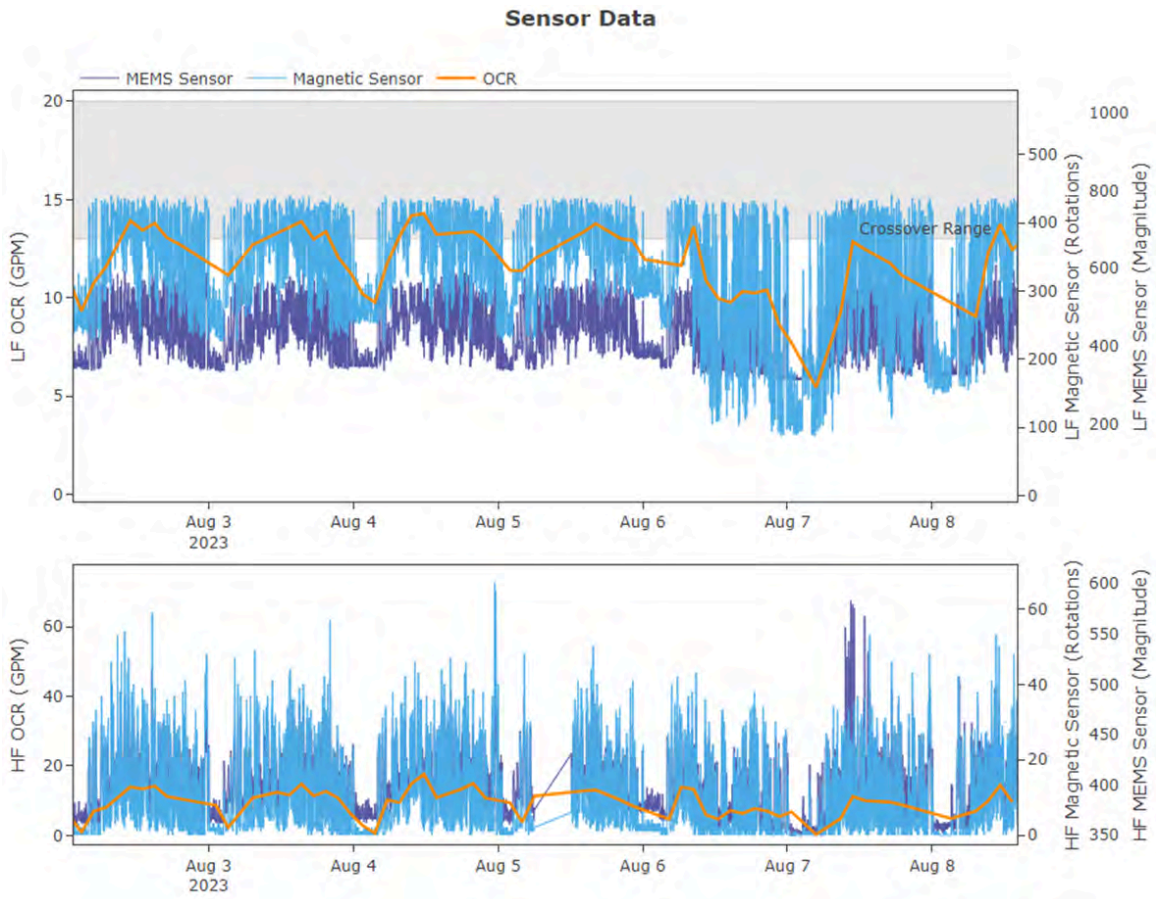 Sensor Data
MEMS Sensor Magnetic Sensor OCR
20
15
10
5
0
LF OCR (GPM)
Crossover Range
500
400
300
200
100
0
LF Magnetic Sensor (Rotations)
1000
800
600
400
200
LF MEMS Sensor (Magnitude)
Aug 3 Aug 4 Aug 5 Aug 6 Aug 7 Aug 8
2023
60
40
20
0
HF OCR (GPM)
60
40
20
0
HF Magnetic Sensor (Rotations)
600
550
500
450
400
350
HF MEMS Sensor (Magnitude)
Aug 3 Aug 4 Aug 5 Aug 6 Aug 7 Aug 8
2023